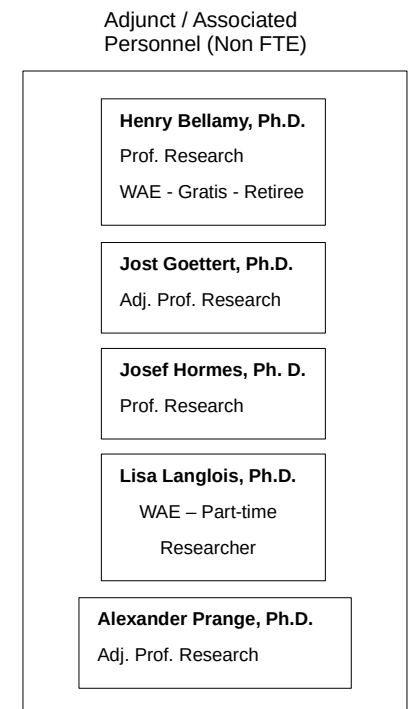 Adjunct / Associated
Personnel (Non FTE)
Henry Bellamy, Ph.D.
Prof. Research
WAE - Gratis - Retiree
Jost Goettert, Ph.D.
Adj. Prof. Research
Josef Hormes, Ph. D.
Prof. Research
Lisa Langlois, Ph.D.
WAE – Part-time
Researcher
Alexander Prange, Ph.D.
Adj. Prof. Research